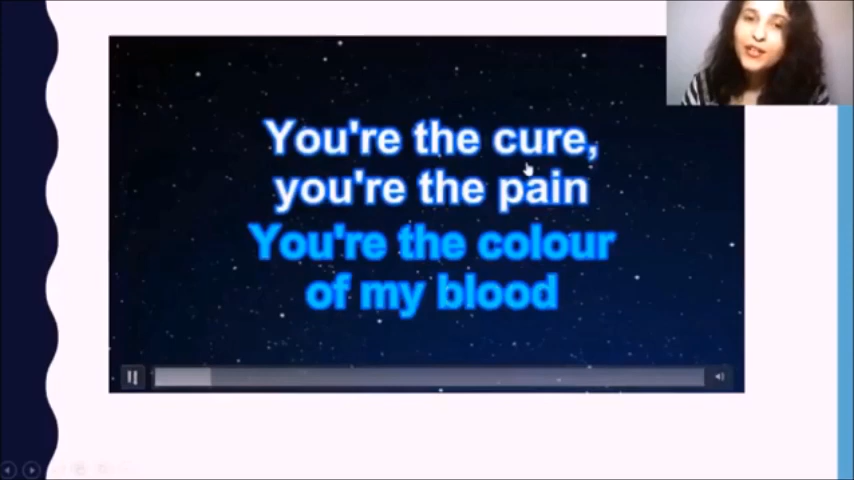 You're the cure,
you're the pain
You're the colour
of my blood